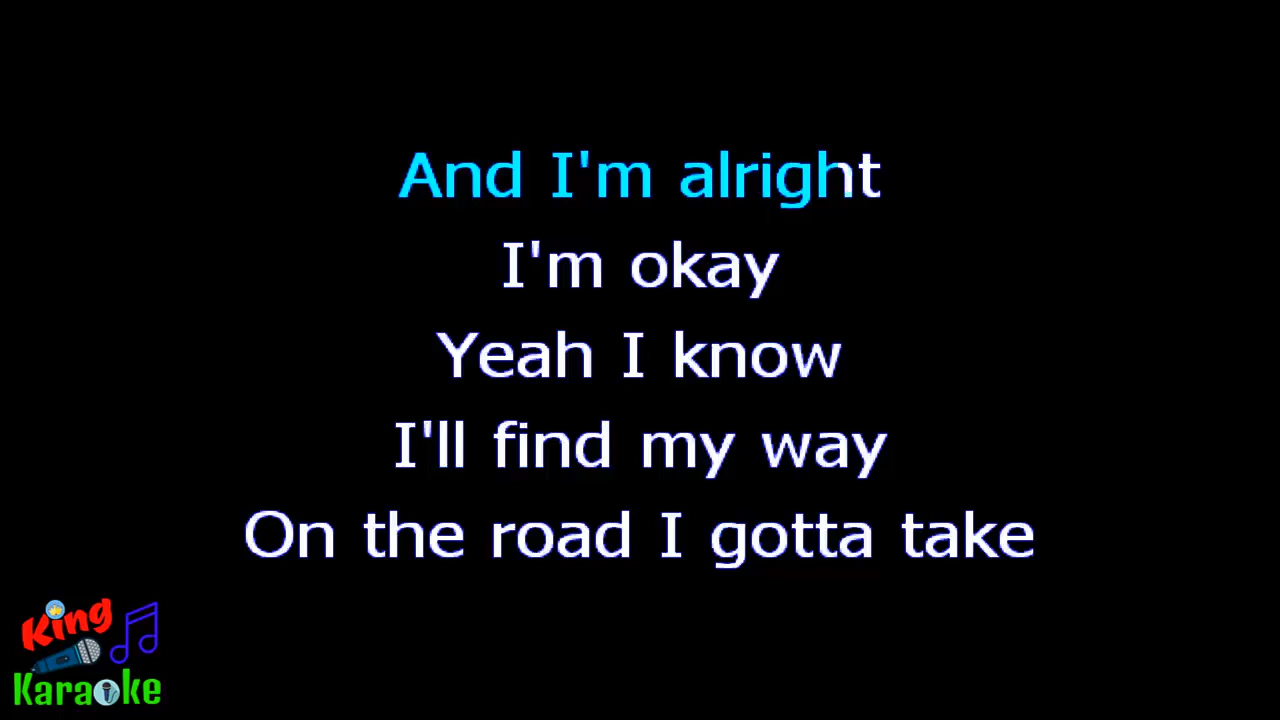 And I'm alright
I'm okay
Yeah I know
I'll find my way
On the road I gotta take
King
Karaoke